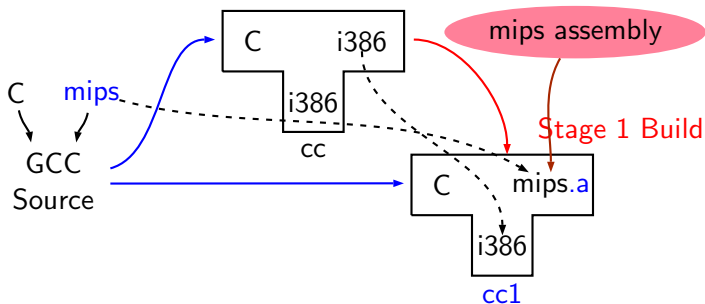 C i386 mips assembly
C mips i386
Stage 1 Build
cc
GCC
Source C mips.a
i386
cc1